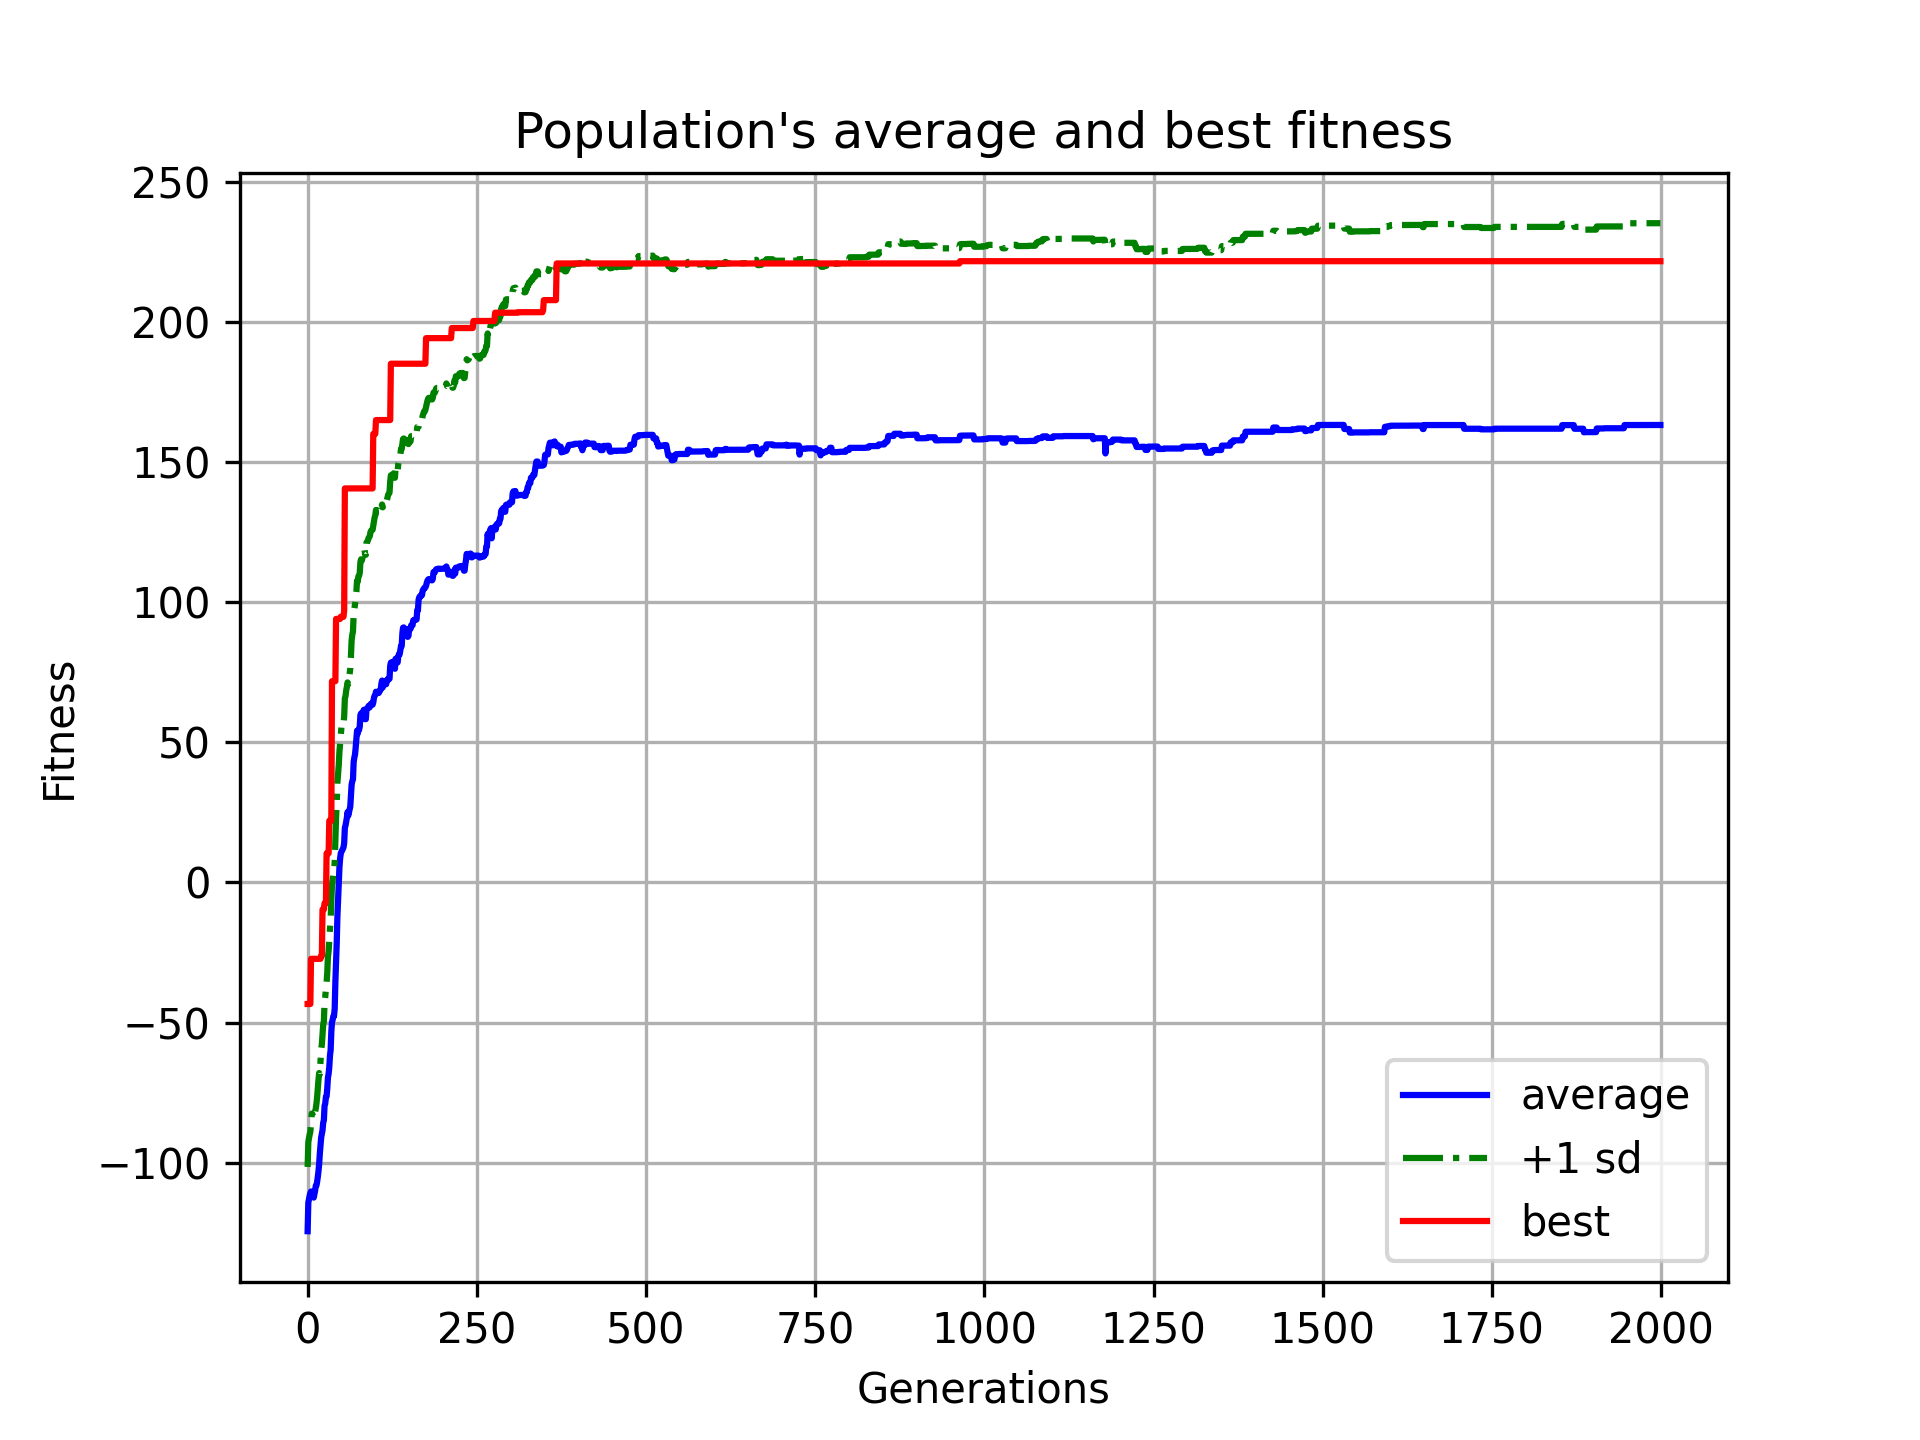 Population's average and best fitness
250
200
150
100
50
0
−50
−100
Fitness
average
+1 sd
best
0 250 500 750 1000 1250 1500 1750 2000
Generations